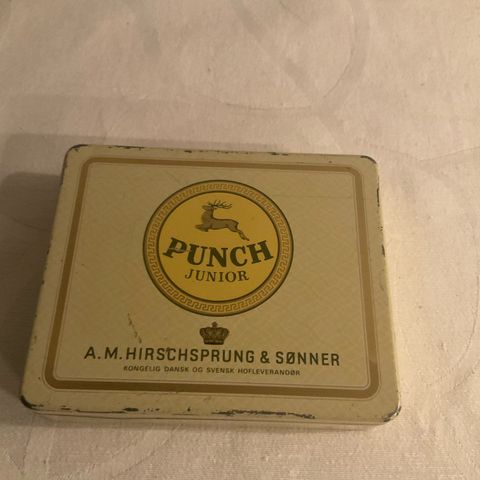 PUNCH
JUNIOR
A.M.HIRSCHSPRUNG & SØNNER
KONGELIG DANSK OG SVENSK HOFLEVERANDØR